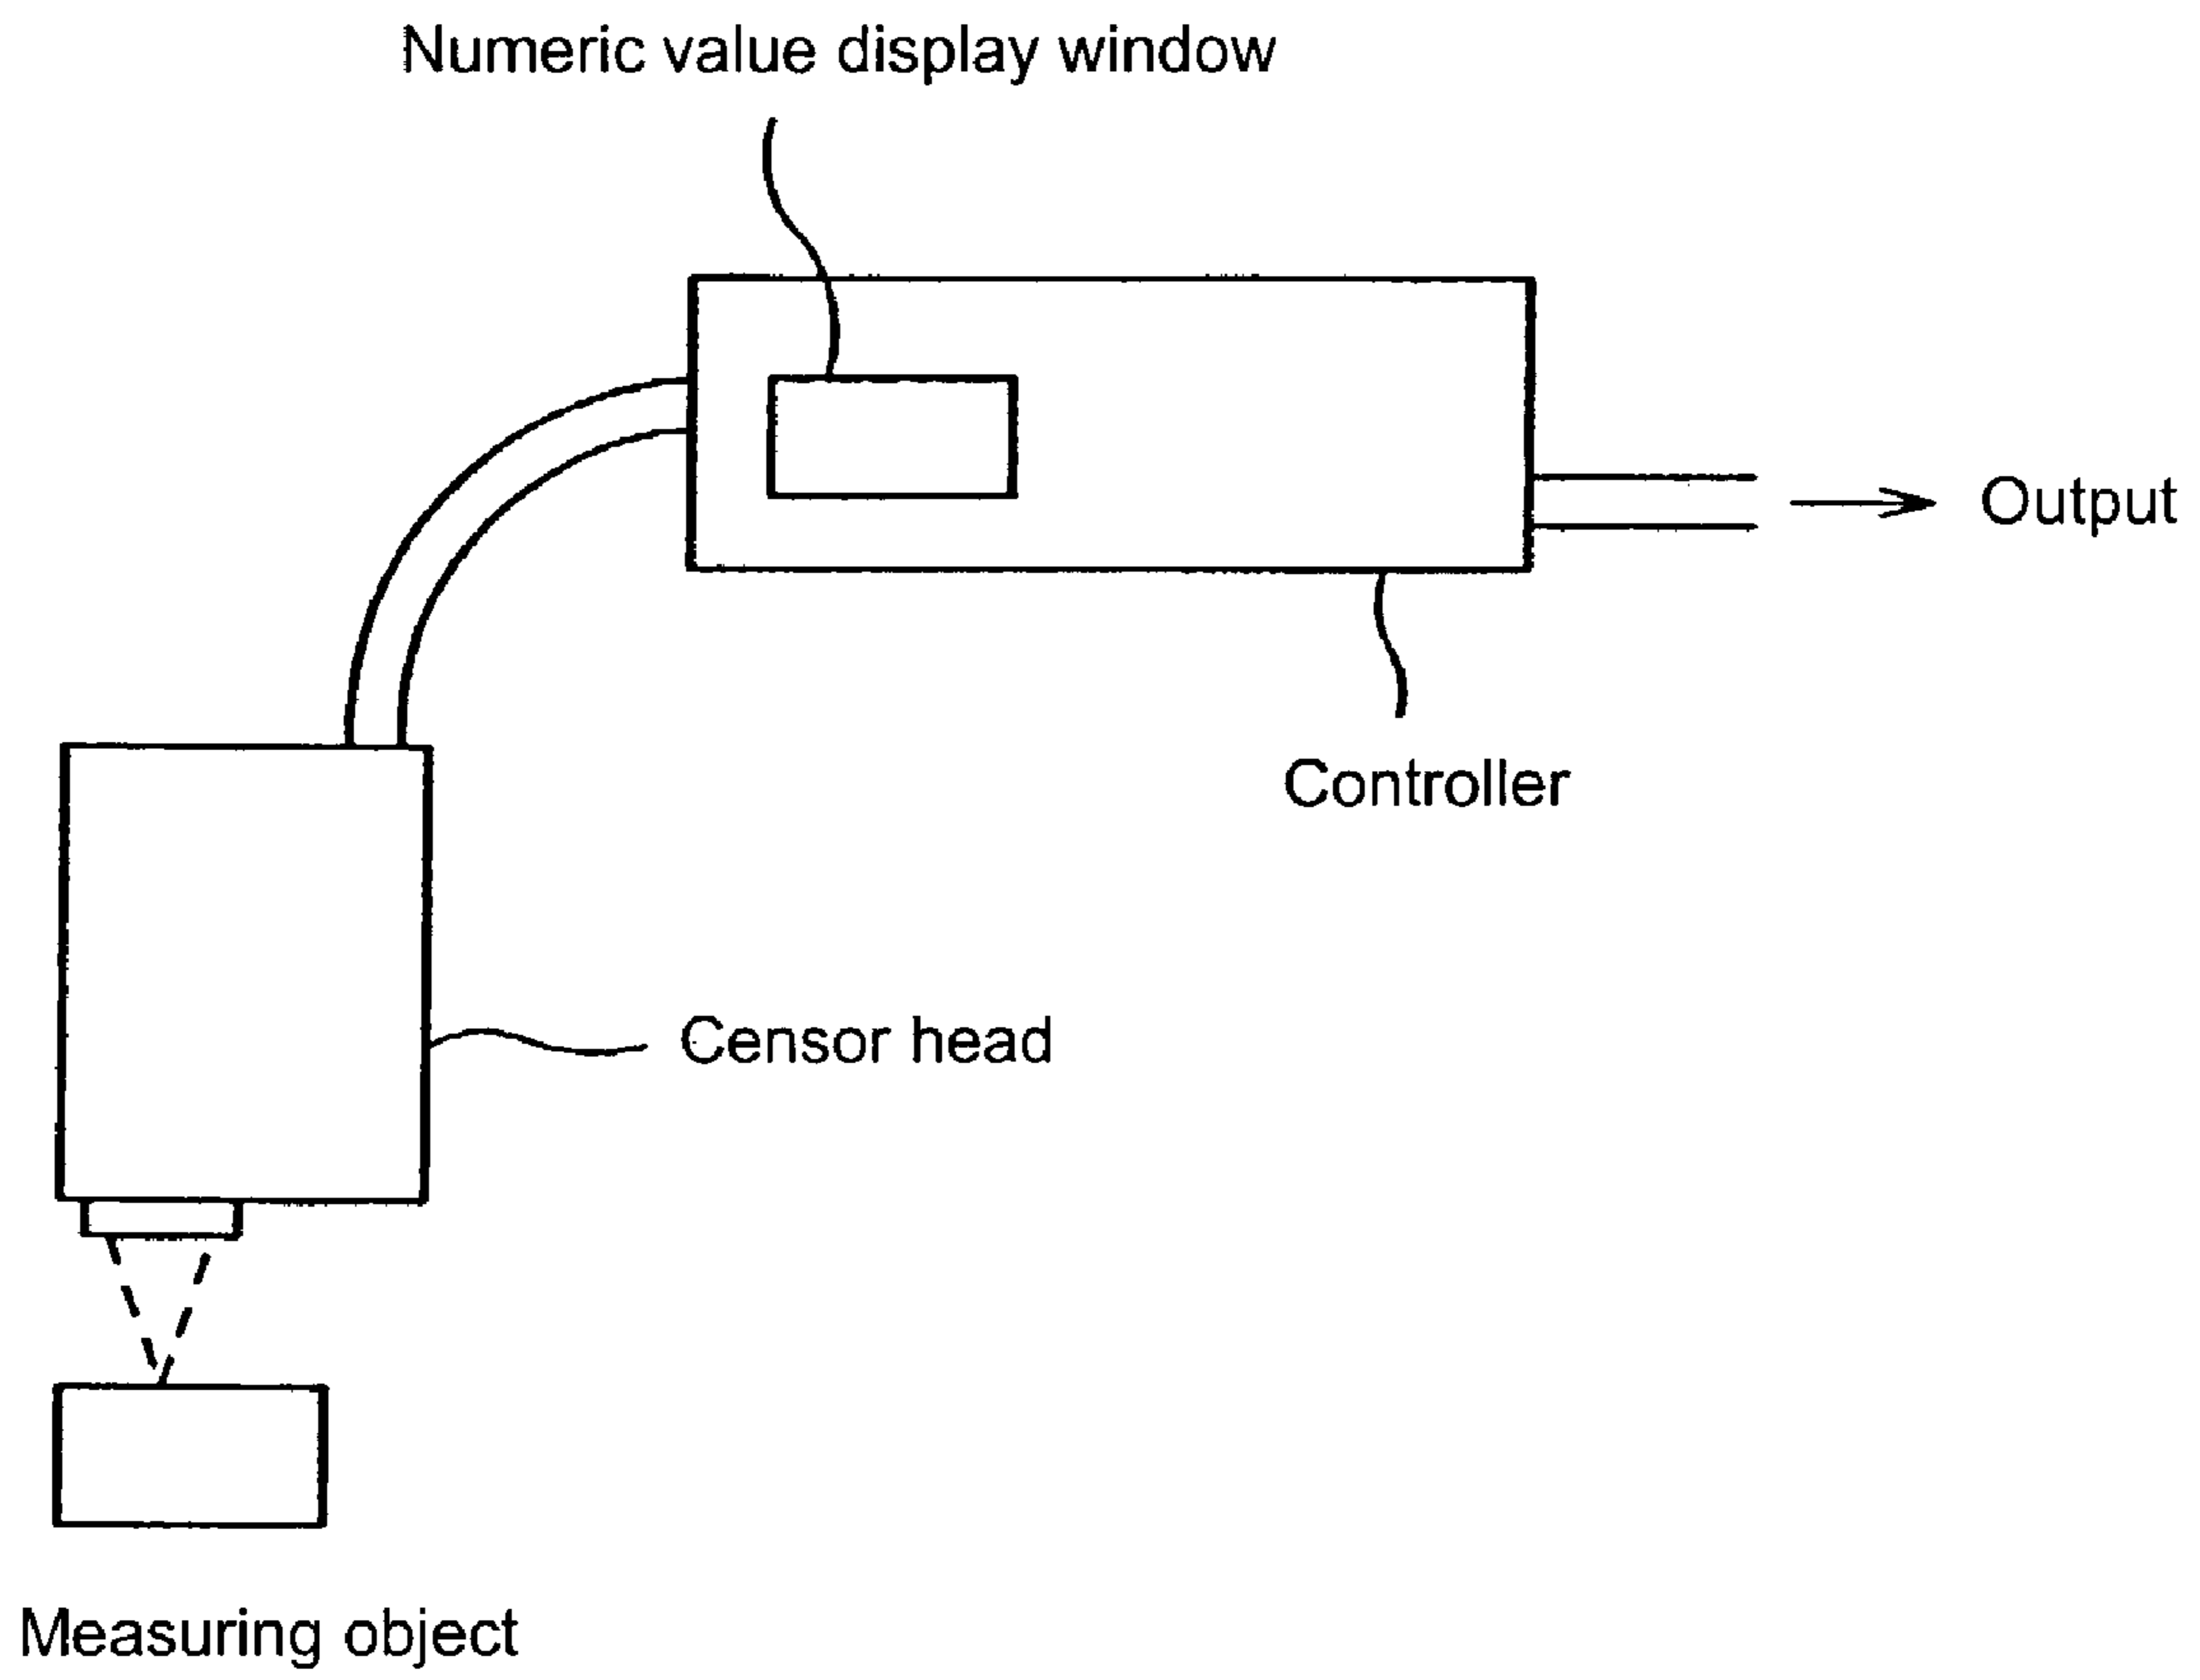 Numeric value display window
Output
Controller
Censor head
Measuring object